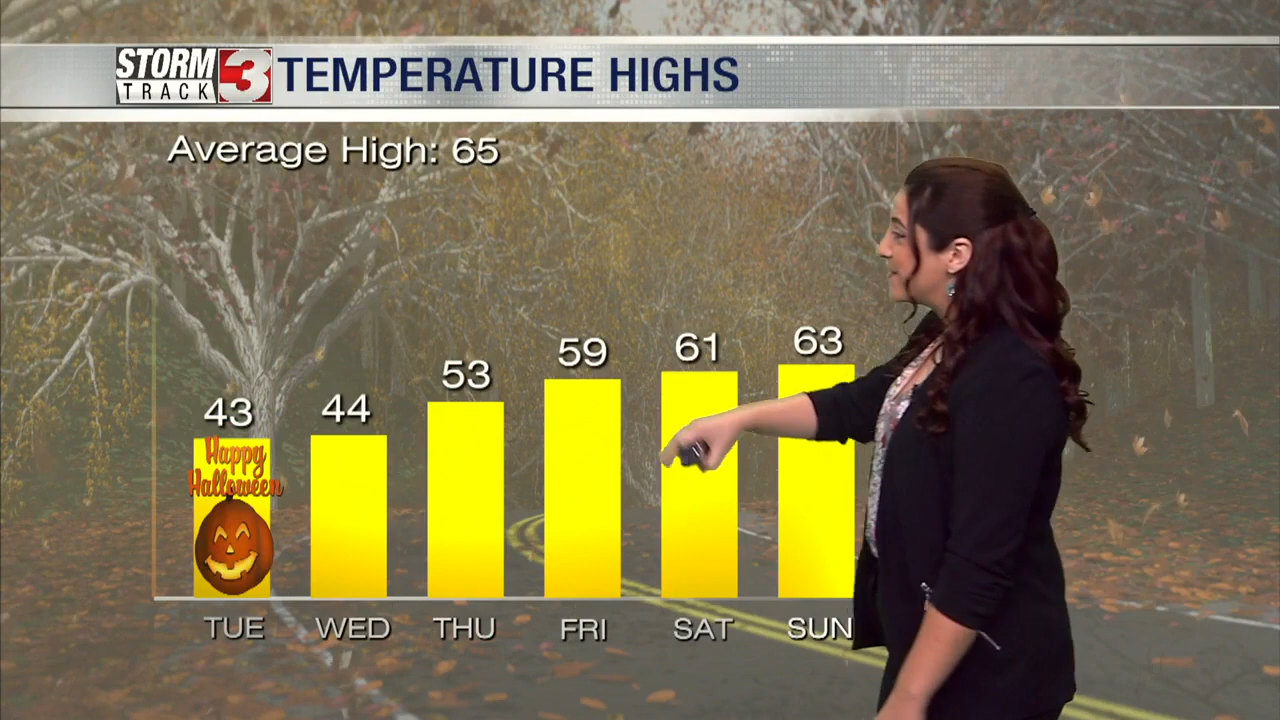 STORM
TRACK 3
TEMPERATURE HIGHS
Average High: 65
43 44 53 59 61 63
Happy
Halloween
TUE WED THU FRI SAT SUN